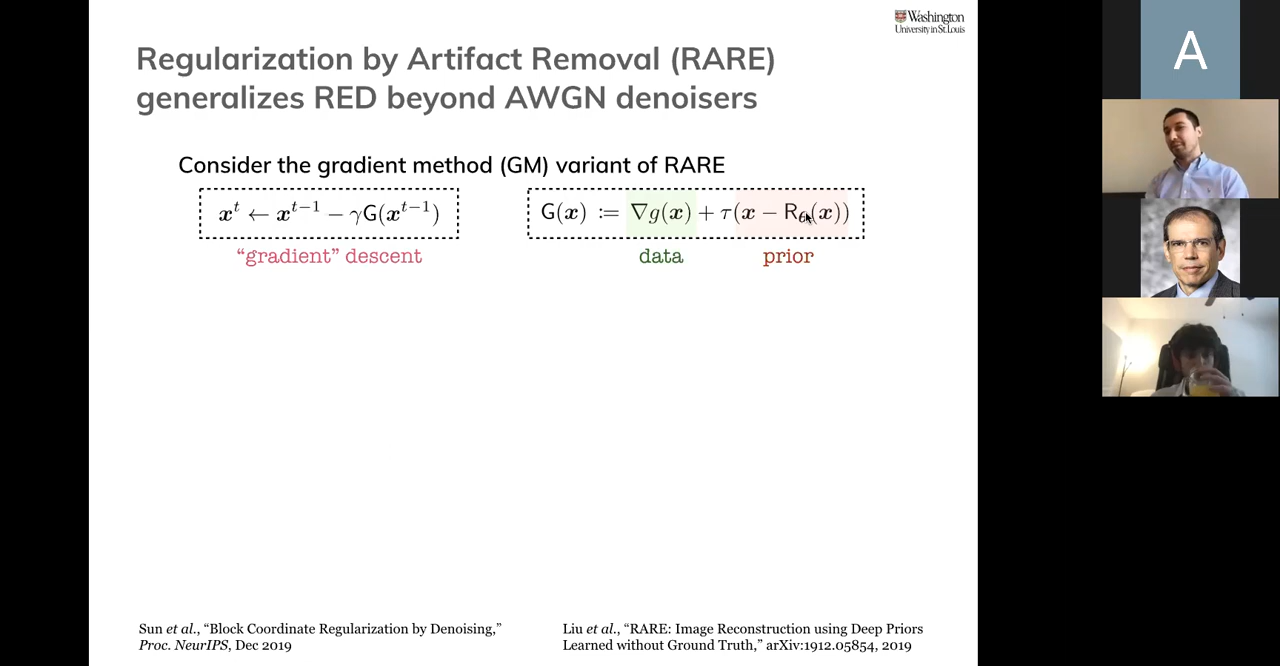 Washington
University in St. Louis
A
Regularization by Artifact Removal (RARE)
generalizes RED beyond AWGN denoisers
Consider the gradient method (GM) variant of RARE
𝒙ᵗ ← 𝒙ᵗ⁻¹ − γG(𝒙ᵗ⁻¹)
G(𝒙) := ∇g(𝒙) + τ(𝒙 − R_θ(𝒙))
“gradient” descent
data
prior
Sun et al., “Block Coordinate Regularization by Denoising,”
Proc. NeurIPS, Dec 2019
Liu et al., “RARE: Image Reconstruction using Deep Priors
Learned without Ground Truth,” arXiv:1912.05854, 2019